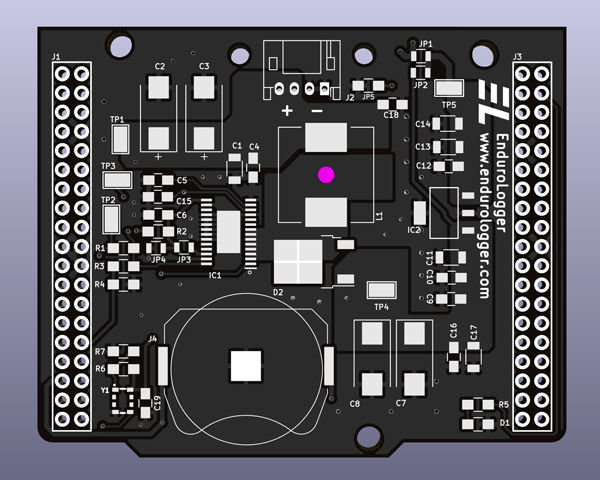 J1
C2
C3
JP1
J3
J2
JP5
JP2
TP5
+ −
C18
TP1
C14
EnduroLogger
www.endurologger.com
C1
C4
C13
TP3
C12
C5
C15
TP2
C6
L1
R2
IC2
R1
JP4
JP3
R3
IC1
C11
C10
R4
D2
C9
TP4
J4
C16
C17
R7
R6
Y1
C19
C8
C7
R5
D1